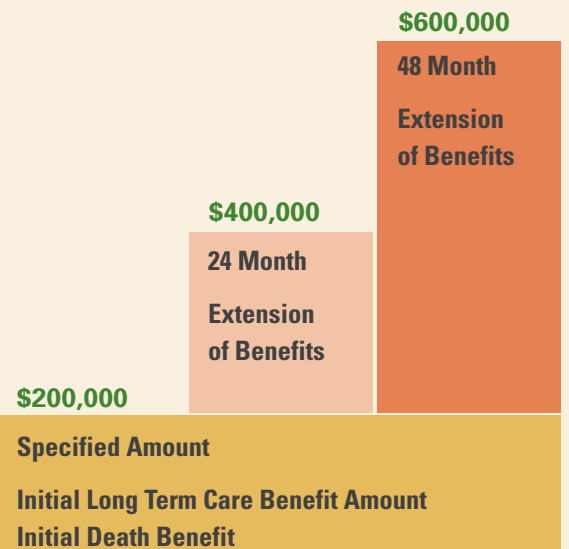 $600,000
48 Month
Extension
of Benefits
$400,000
24 Month
Extension
of Benefits
$200,000
Specified Amount
Initial Long Term Care Benefit Amount
Initial Death Benefit